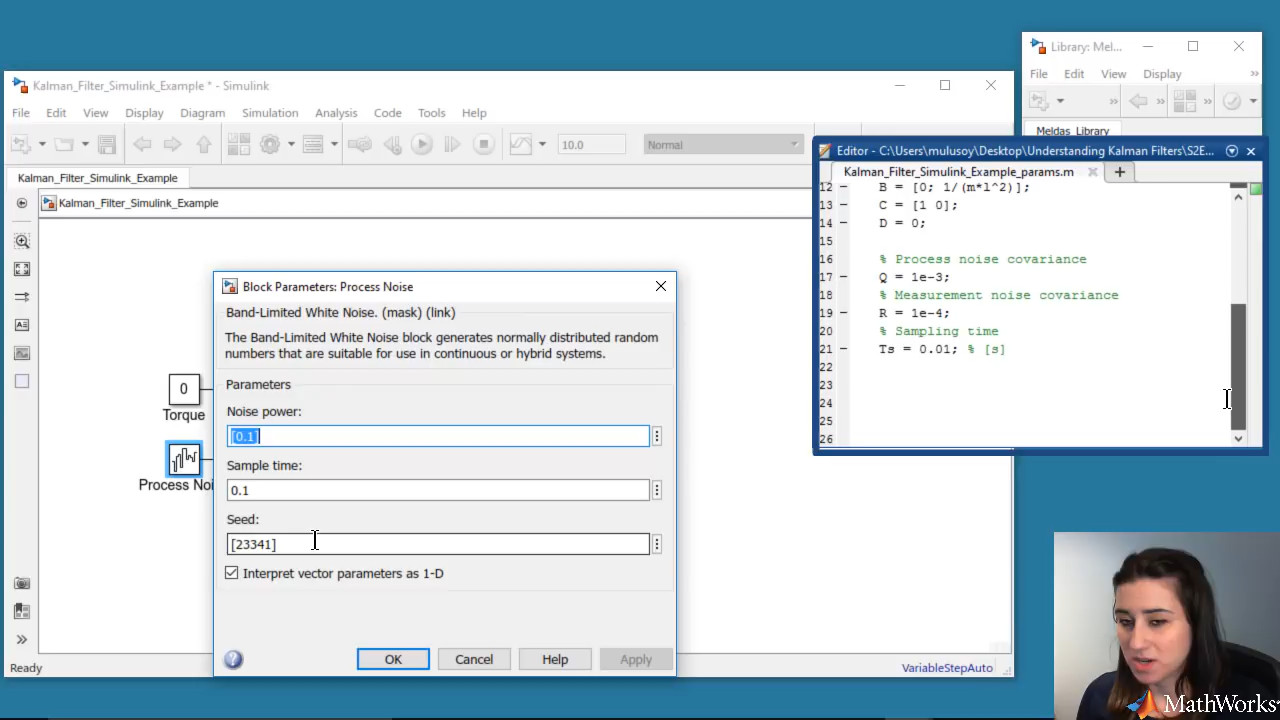 Library: Mel...
File Edit View Display »
Meldas_Library
Kalman_Filter_Simulink_Example * - Simulink
File Edit View Display Diagram Simulation Analysis Code Tools Help
10.0 Normal
Kalman_Filter_Simulink_Example
Kalman_Filter_Simulink_Example
Editor - C:\Users\mulusoy\Desktop\Understanding Kalman Filters\S2E...
Kalman_Filter_Simulink_Example_params.m
12 - B = [0; 1/(m*l^2)];
13 - C = [1 0];
14 - D = 0;
15
16 % Process noise covariance
17 - Q = 1e-3;
18 % Measurement noise covariance
19 - R = 1e-4;
20 % Sampling time
21 - Ts = 0.01; % [s]
22
23
24
25
26
0
Torque
Process Noi
Block Parameters: Process Noise
Band-Limited White Noise. (mask) (link)
The Band-Limited White Noise block generates normally distributed random
numbers that are suitable for use in continuous or hybrid systems.
Parameters
Noise power:
[0.1]
Sample time:
0.1
Seed:
[23341]
Interpret vector parameters as 1-D
OK Cancel Help Apply
Ready VariableStepAuto
MathWorks